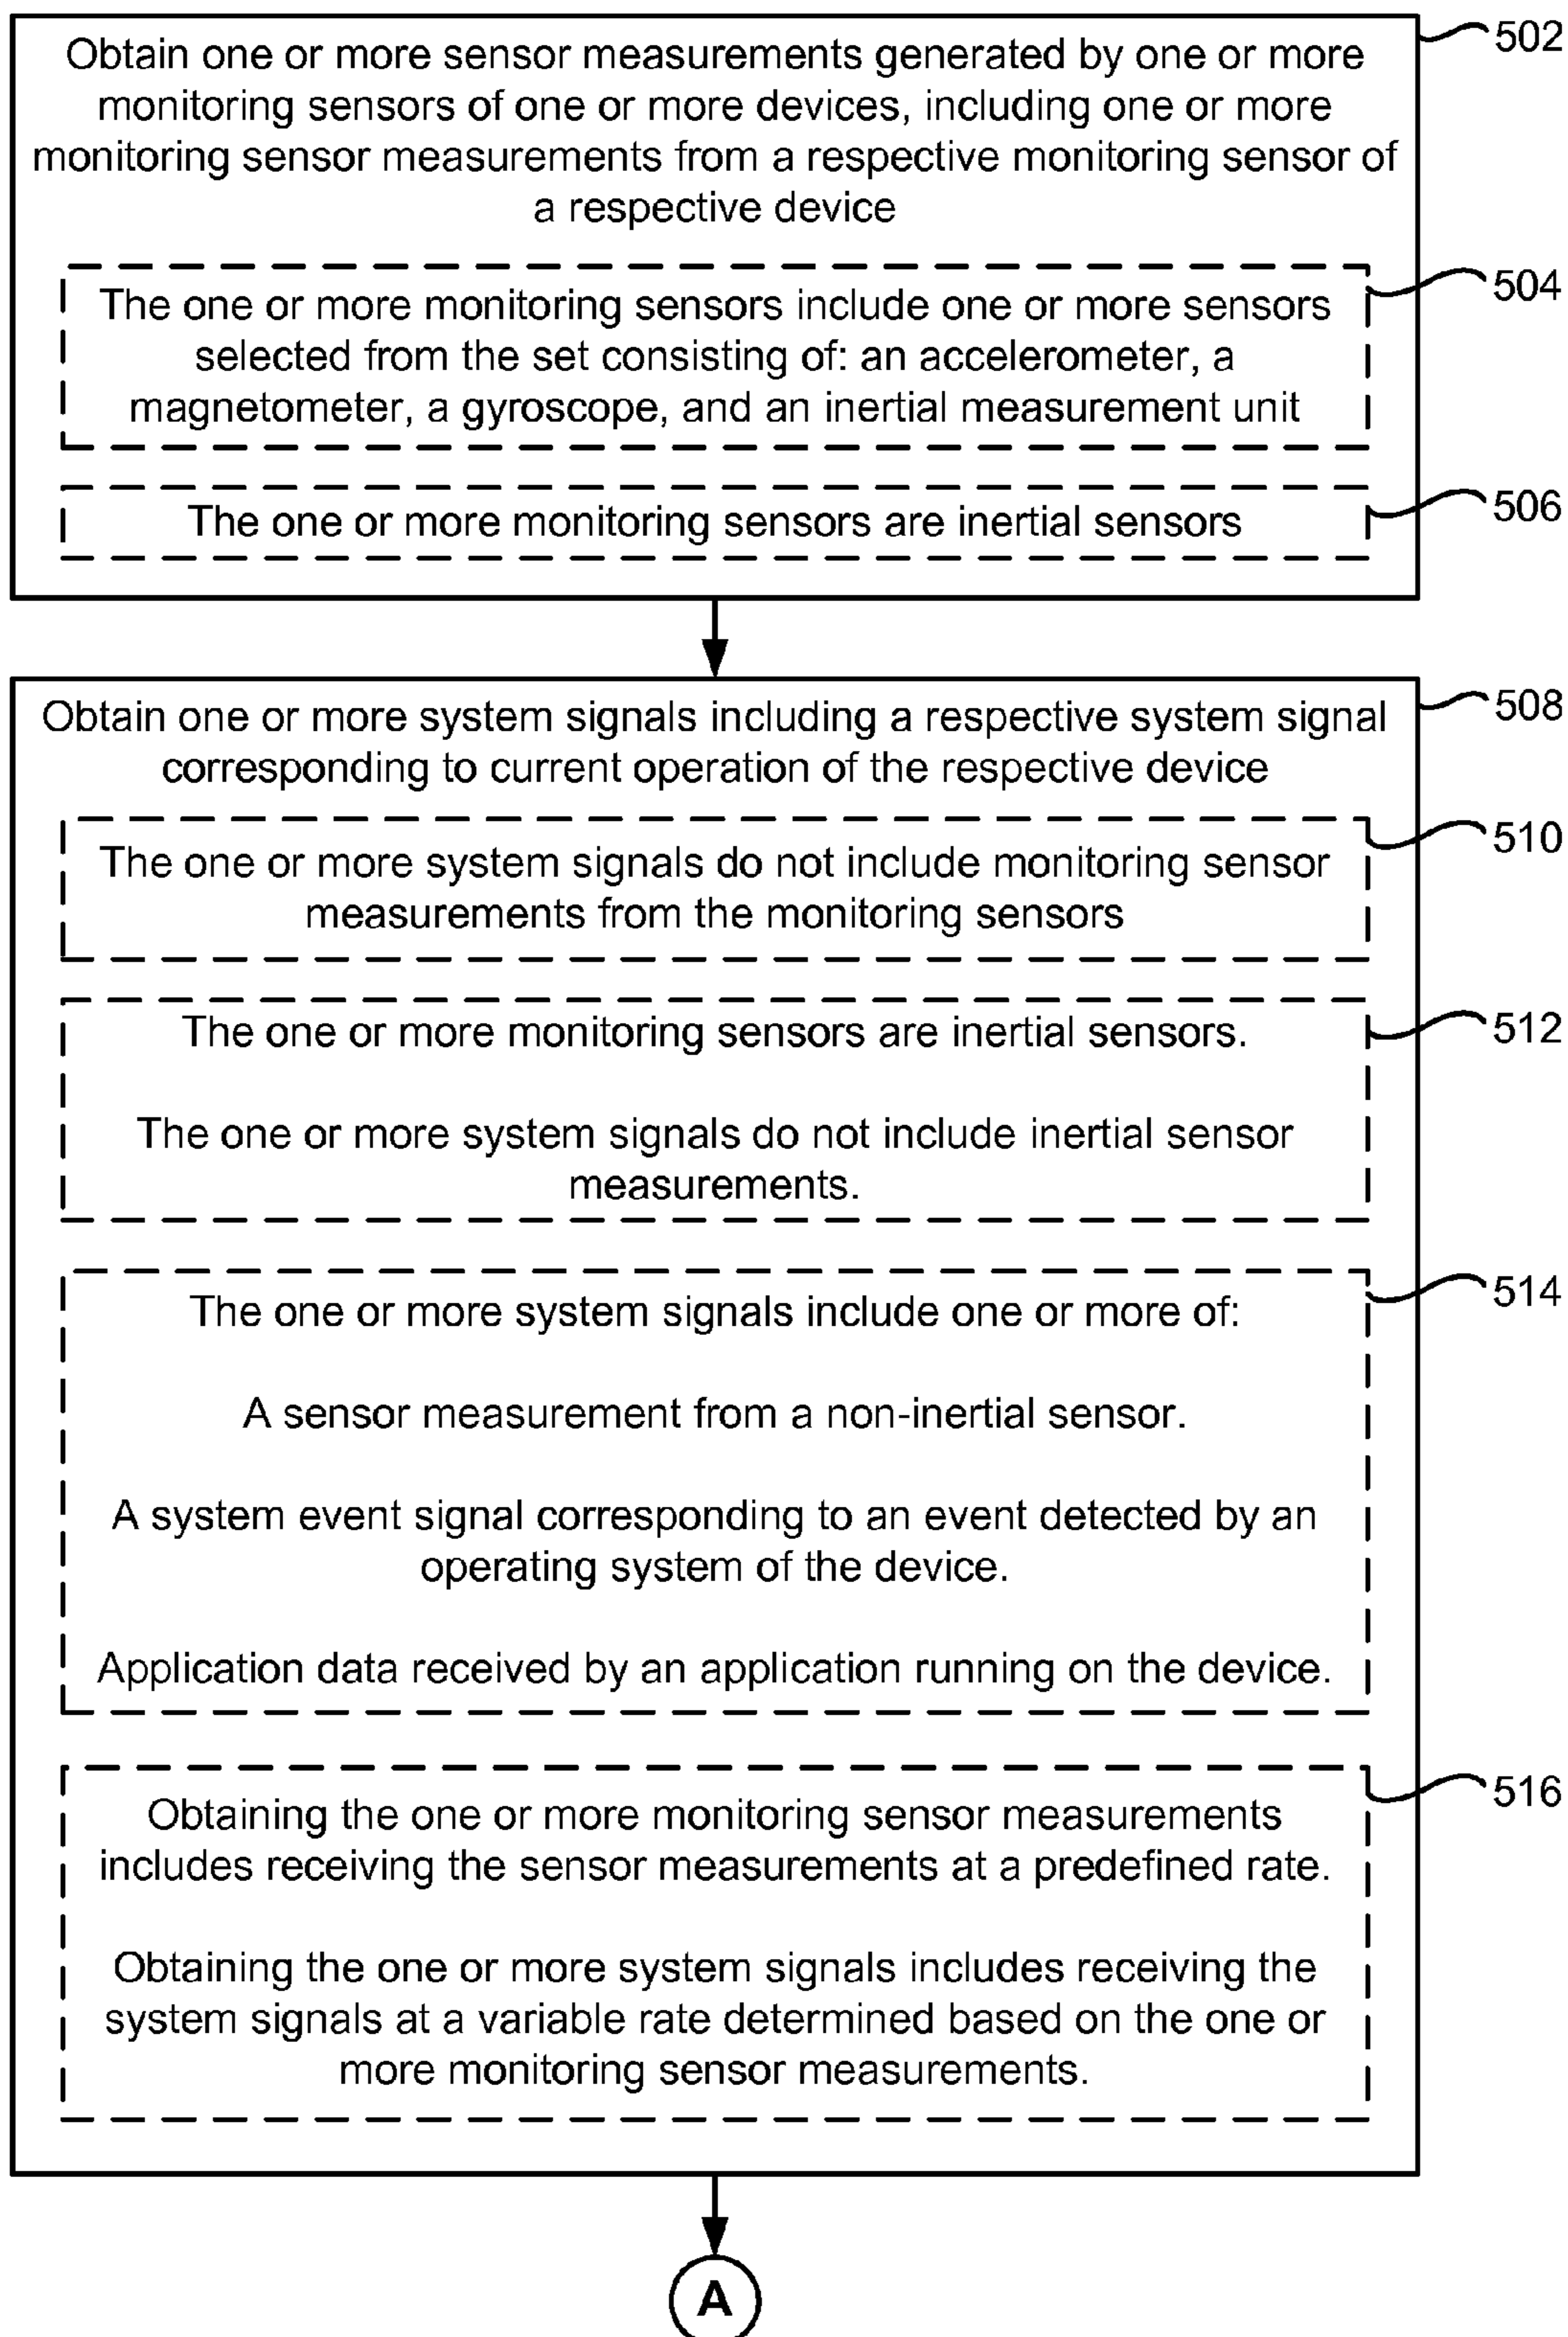 502
Obtain one or more sensor measurements generated by one or more
monitoring sensors of one or more devices, including one or more
monitoring sensor measurements from a respective monitoring sensor of
a respective device
504
The one or more monitoring sensors include one or more sensors
selected from the set consisting of: an accelerometer, a
magnetometer, a gyroscope, and an inertial measurement unit
506
The one or more monitoring sensors are inertial sensors
508
Obtain one or more system signals including a respective system signal
corresponding to current operation of the respective device
510
The one or more system signals do not include monitoring sensor
measurements from the monitoring sensors
512
The one or more monitoring sensors are inertial sensors.
The one or more system signals do not include inertial sensor
measurements.
514
The one or more system signals include one or more of:
A sensor measurement from a non-inertial sensor.
A system event signal corresponding to an event detected by an
operating system of the device.
Application data received by an application running on the device.
516
Obtaining the one or more monitoring sensor measurements
includes receiving the sensor measurements at a predefined rate.
Obtaining the one or more system signals includes receiving the
system signals at a variable rate determined based on the one or
more monitoring sensor measurements.
A